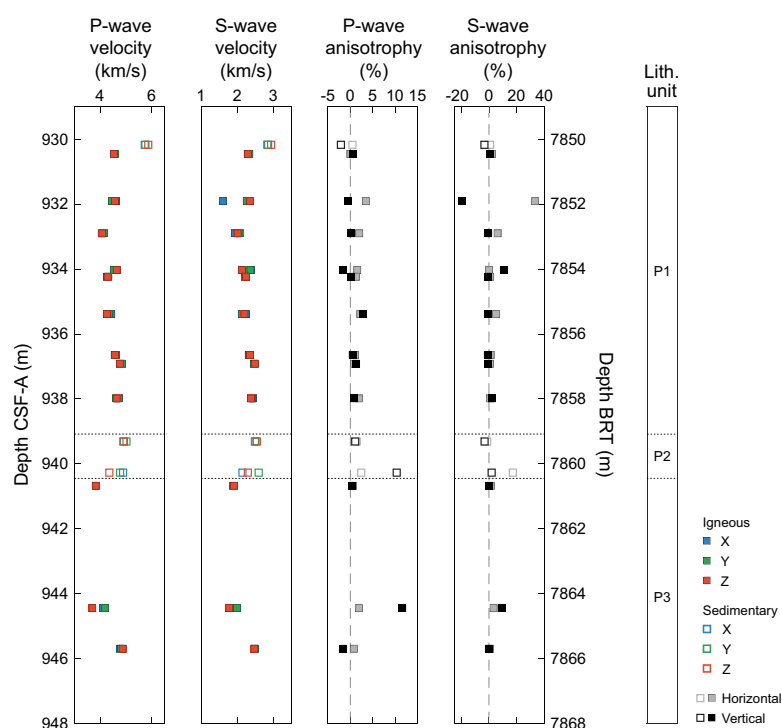 P-wave
velocity
(km/s)
4 6
S-wave
velocity
(km/s)
1 2 3
P-wave
anisotropy
(%)
-5 0 5 10 15
S-wave
anisotropy
(%)
-20 0 20 40
Lith.
unit
Depth CSF-A (m)
930
932
934
936
938
940
942
944
946
948
Depth BRT (m)
7850
7852
7854
7856
7858
7860
7862
7864
7866
7868
P1
P2
P3
Igneous
X
Y
Z
Sedimentary
X
Y
Z
Horizontal
Vertical